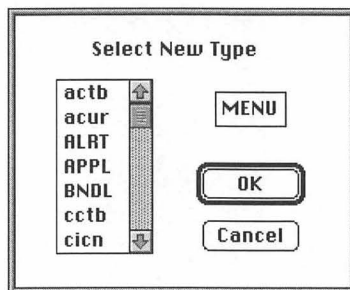 Select New Type
actb
acur
ALRT
APPL
BNDL
cctb
cicn
MENU
OK
Cancel